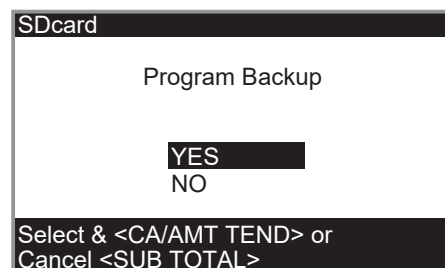 SDcard
Program Backup
YES
NO
Select & <CA/AMT TEND> or
Cancel <SUB TOTAL>